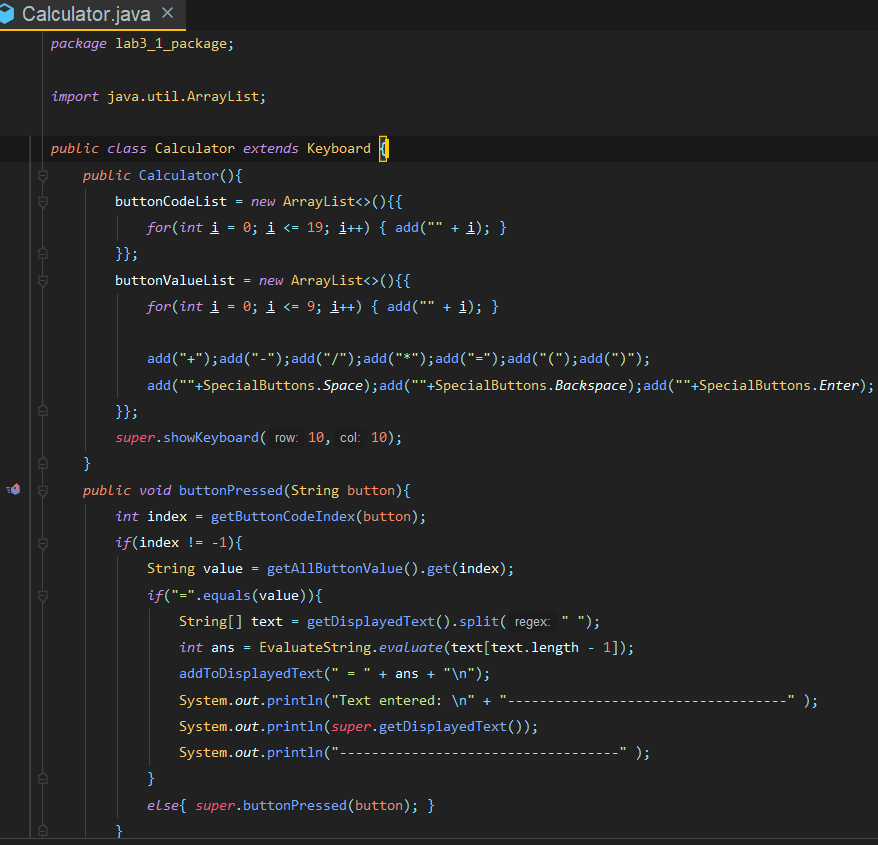 Calculator.java ×
package lab3_1_package;
import java.util.ArrayList;
public class Calculator extends Keyboard {
public Calculator(){
buttonCodeList = new ArrayList<>(){{
for(int i = 0; i <= 19; i++) { add("" + i); }
}};
buttonValueList = new ArrayList<>(){{
for(int i = 0; i <= 9; i++) { add("" + i); }
add("+");add("-");add("/");add("*");add("=");add("(");add(")");
add(""+SpecialButtons.Space);add(""+SpecialButtons.Backspace);add(""+SpecialButtons.Enter);
}};
super.showKeyboard( row: 10, col: 10);
}
public void buttonPressed(String button){
int index = getButtonCodeIndex(button);
if(index != -1){
String value = getAllButtonValue().get(index);
if("=".equals(value)){
String[] text = getDisplayedText().split( regex: " ");
int ans = EvaluateString.evaluate(text[text.length - 1]);
addToDisplayedText(" = " + ans + "\n");
System.out.println("Text entered: \n" + "-----------------------------------" );
System.out.println(super.getDisplayedText());
System.out.println("-----------------------------------" );
}
else{ super.buttonPressed(button); }
}